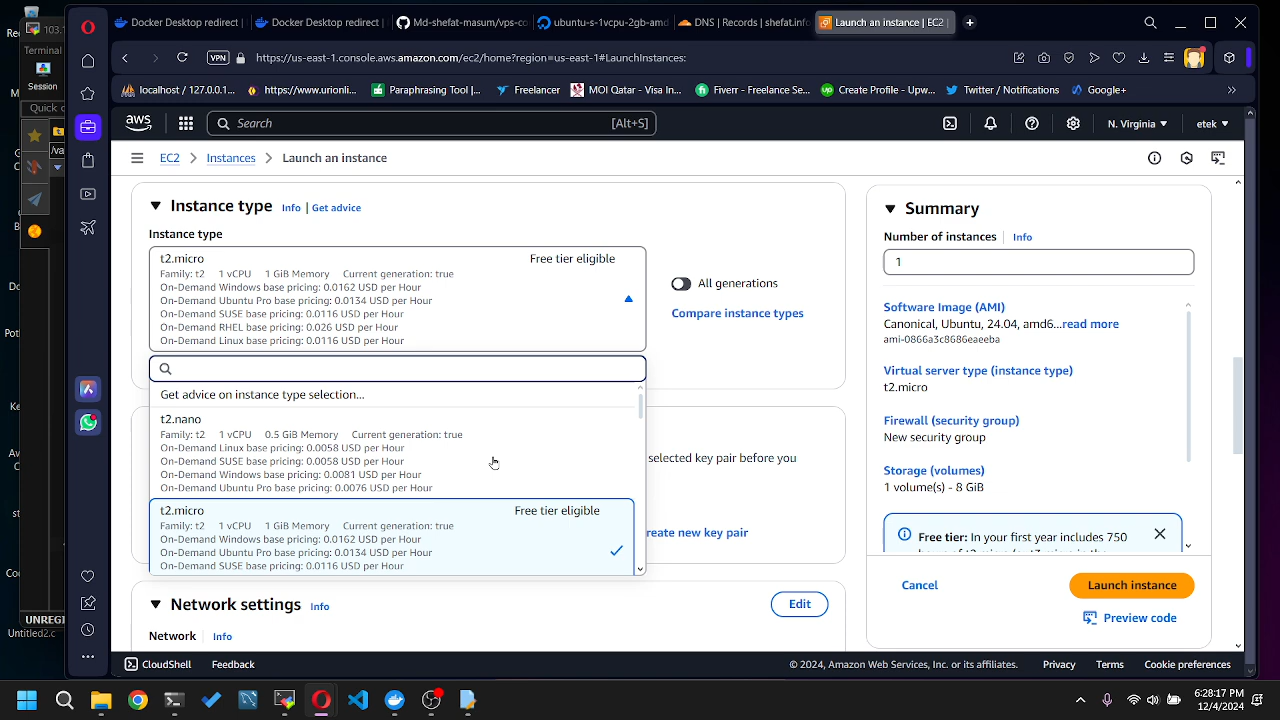 Docker Desktop redirect
Docker Desktop redirect
Md-shefat-masum/vps-co
ubuntu-s-1vcpu-2gb-amd
DNS | Records | shefat.info
Launch an instance | EC2
VPN
https://us-east-1.console.aws.amazon.com/ec2/home?region=us-east-1#LaunchInstances:
localhost / 127.0.0.1...
https://www.urionli...
Paraphrasing Tool |...
Freelancer
MOI Qatar - Visa In...
Fiverr - Freelance Se...
Create Profile - Upw...
Twitter / Notifications
Google+
aws
Search
[Alt+S]
N. Virginia
etek
EC2 > Instances > Launch an instance
Instance type Info | Get advice
Instance type
t2.micro
Free tier eligible
Family: t2 1 vCPU 1 GiB Memory Current generation: true
On-Demand Windows base pricing: 0.0162 USD per Hour
On-Demand Ubuntu Pro base pricing: 0.0134 USD per Hour
On-Demand SUSE base pricing: 0.0116 USD per Hour
On-Demand RHEL base pricing: 0.026 USD per Hour
On-Demand Linux base pricing: 0.0116 USD per Hour
All generations
Compare instance types
Get advice on instance type selection...
t2.nano
Family: t2 1 vCPU 0.5 GiB Memory Current generation: true
On-Demand Linux base pricing: 0.0058 USD per Hour
On-Demand SUSE base pricing: 0.0058 USD per Hour
On-Demand Windows base pricing: 0.0081 USD per Hour
On-Demand Ubuntu Pro base pricing: 0.0076 USD per Hour
t2.micro
Free tier eligible
Family: t2 1 vCPU 1 GiB Memory Current generation: true
On-Demand Windows base pricing: 0.0162 USD per Hour
On-Demand Ubuntu Pro base pricing: 0.0134 USD per Hour
On-Demand SUSE base pricing: 0.0116 USD per Hour
selected key pair before you
reate new key pair
Network settings Info
Edit
Network Info
Summary
Number of instances Info
1
Software Image (AMI)
Canonical, Ubuntu, 24.04, amd6...read more
ami-0866a3c8686eaeeba
Virtual server type (instance type)
t2.micro
Firewall (security group)
New security group
Storage (volumes)
1 volume(s) - 8 GiB
Free tier: In your first year includes 750
Cancel
Launch instance
Preview code
CloudShell
Feedback
© 2024, Amazon Web Services, Inc. or its affiliates.
Privacy
Terms
Cookie preferences
Terminal
Session
Quick
UNREGI
Untitled2.c
6:28:17 PM
12/4/2024